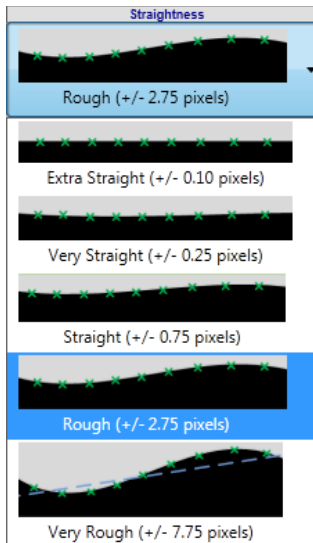 Straightness
Rough (+/- 2.75 pixels)
Extra Straight (+/- 0.10 pixels)
Very Straight (+/- 0.25 pixels)
Straight (+/- 0.75 pixels)
Rough (+/- 2.75 pixels)
Very Rough (+/- 7.75 pixels)